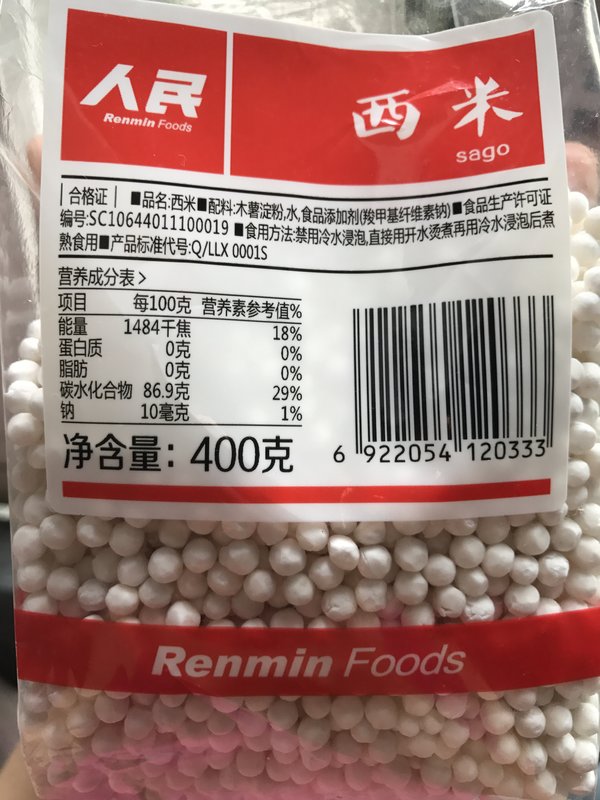 人民
Renmin Foods
西米
sago
合格证 ■品名:西米■配料:木薯淀粉,水,食品添加剂(羧甲基纤维素钠)■食品生产许可证
编号:SC10644011100019 ■食用方法:禁用冷水浸泡,直接用开水烫煮再用冷水浸泡后煮
熟食用■产品标准代号:Q/LLX 0001S
营养成分表>
项目 每100克 营养素参考值%
能量 1484千焦 18%
蛋白质 0克 0%
脂肪 0克 0%
碳水化合物 86.9克 29%
钠 10毫克 1%
净含量: 400克
6 922054 120333
Renmin Foods